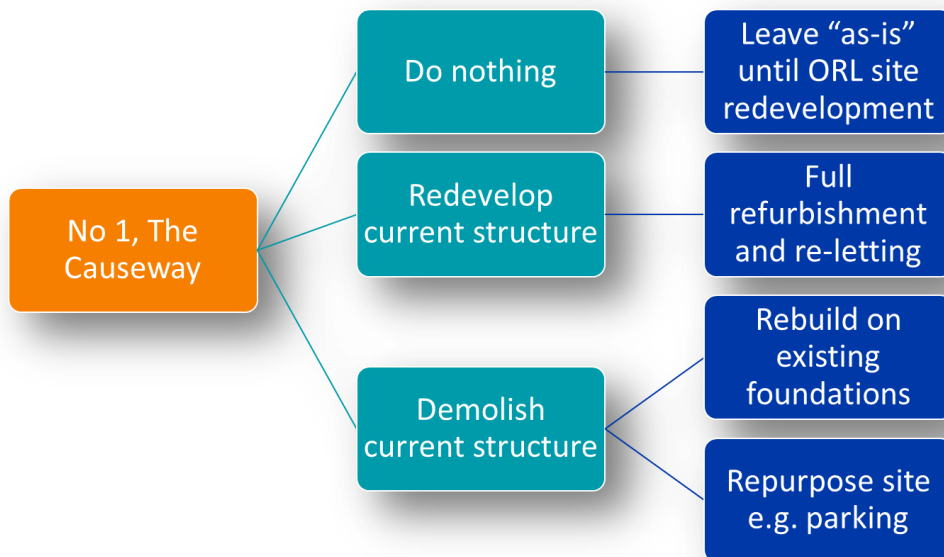 No 1, The
Causeway
Do nothing
Leave “as-is”
until ORL site
redevelopment
Redevelop
current structure
Full
refurbishment
and re-letting
Demolish
current structure
Rebuild on
existing
foundations
Repurpose site
e.g. parking